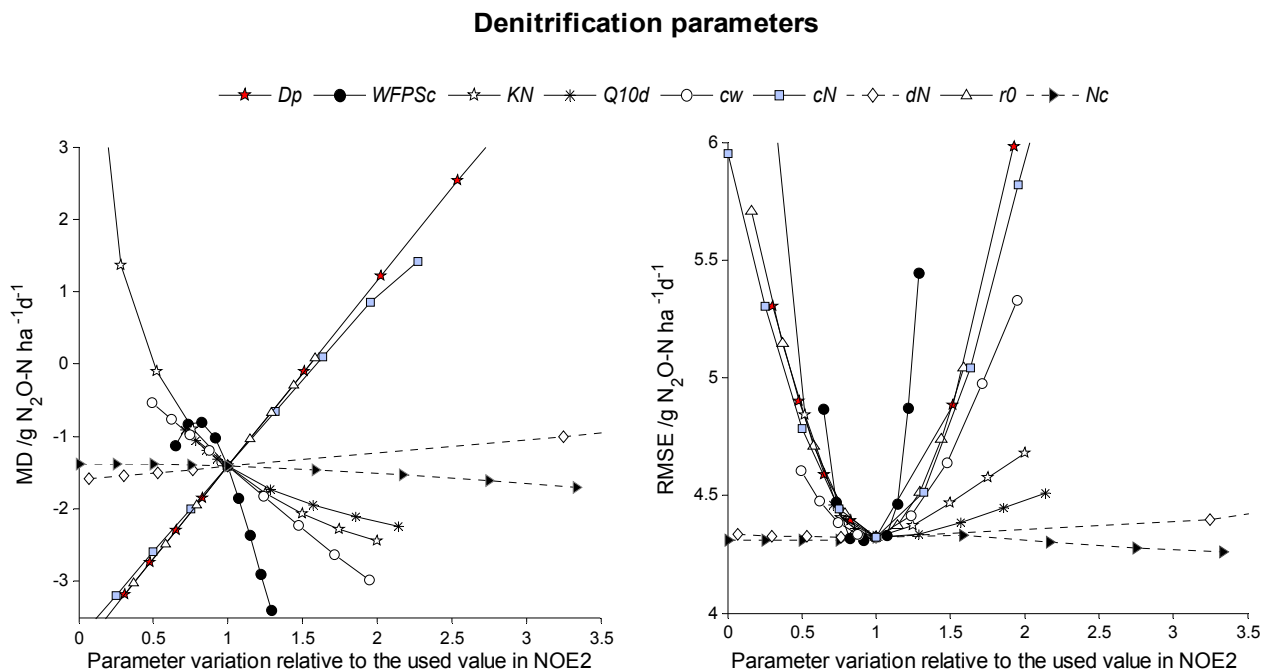 Denitrification parameters
Dp WFPSc KN Q10d cw cN dN r0 Nc
MD /g N2O-N ha -1d-1
3
2
1
0
-1
-2
-3
0 0.5 1 1.5 2 2.5 3 3.5
Parameter variation relative to the used value in NOE2
RMSE /g N2O-N ha -1d-1
6
5.5
5
4.5
4
0 0.5 1 1.5 2 2.5 3 3.5
Parameter variation relative to the used value in NOE2